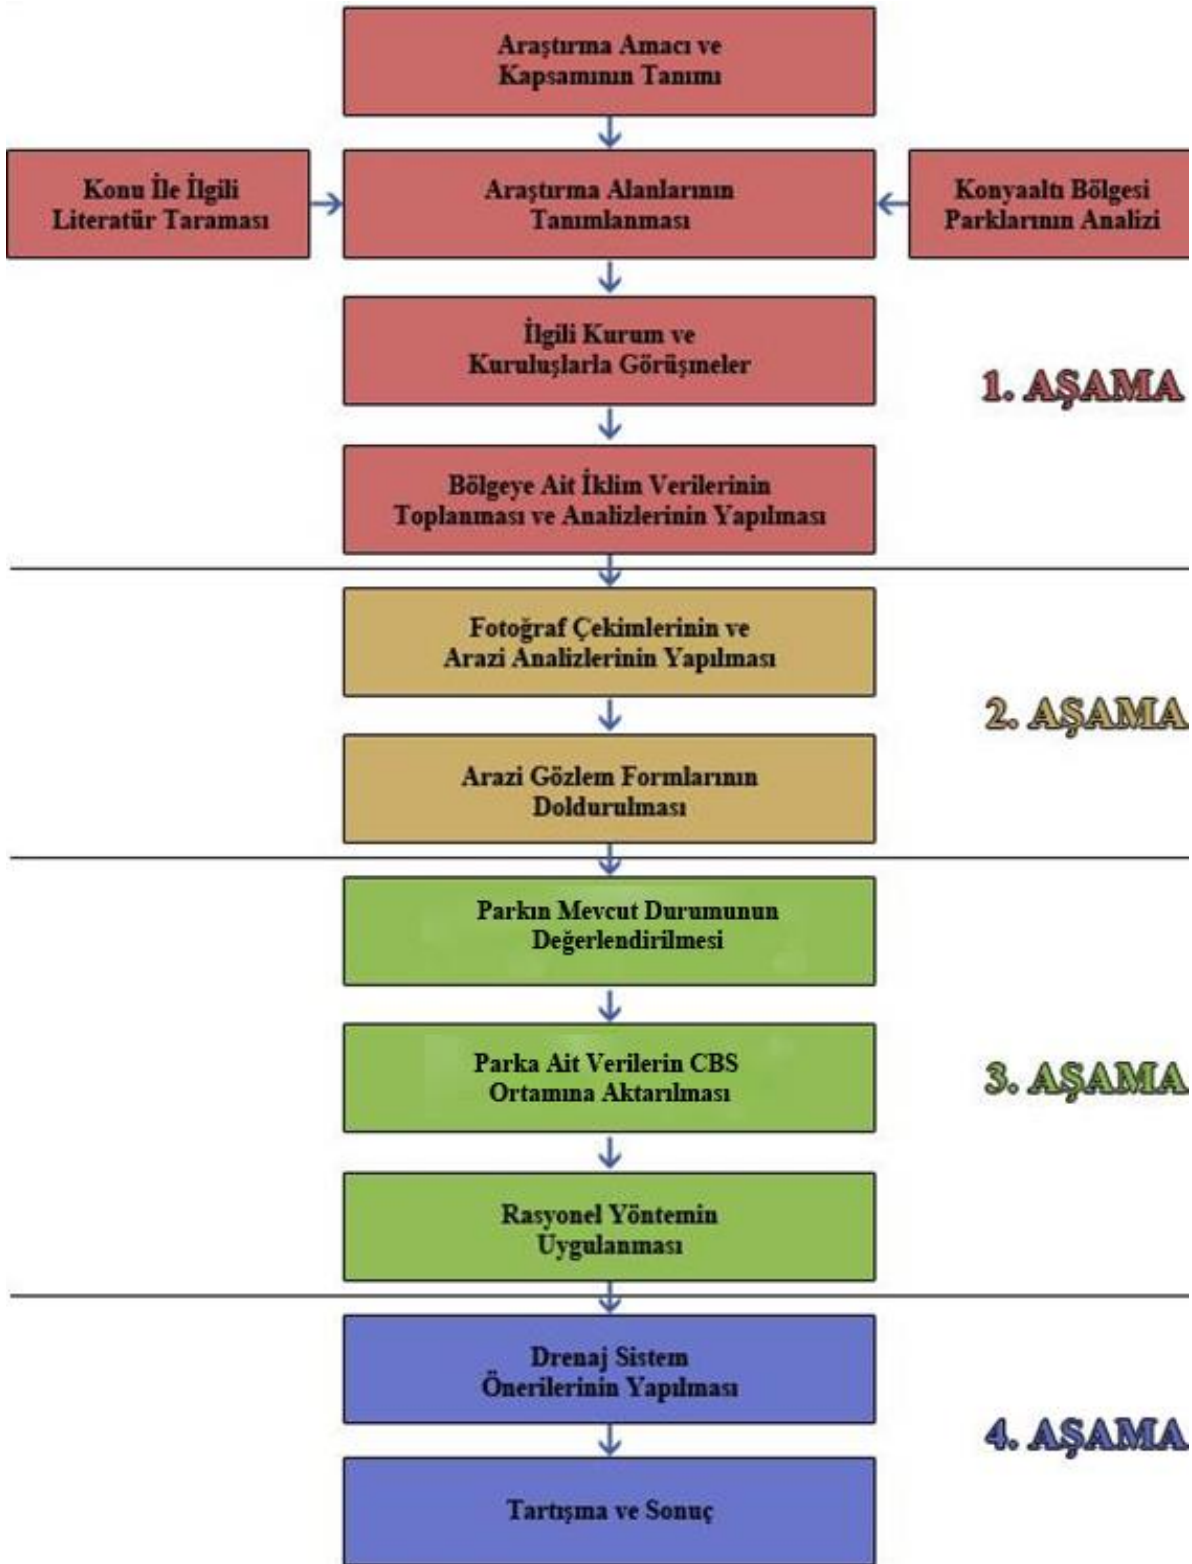 Araştırma Amacı ve
Kapsamının Tanımı
Konu İle İlgili
Literatür Taraması
Araştırma Alanlarının
Tanımlanması
Konyaaltı Bölgesi
Parklarının Analizi
İlgili Kurum ve
Kuruluşlarla Görüşmeler
1. AŞAMA
Bölgeye Ait İklim Verilerinin
Toplanması ve Analizlerinin Yapılması
Fotoğraf Çekimlerinin ve
Arazi Analizlerinin Yapılması
2. AŞAMA
Arazi Gözlem Formlarının
Doldurulması
Parkın Mevcut Durumunun
Değerlendirilmesi
Parka Ait Verilerin CBS
Ortamına Aktarılması
3. AŞAMA
Rasyonel Yöntemin
Uygulanması
Drenaj Sistem
Önerilerinin Yapılması
4. AŞAMA
Tartışma ve Sonuç